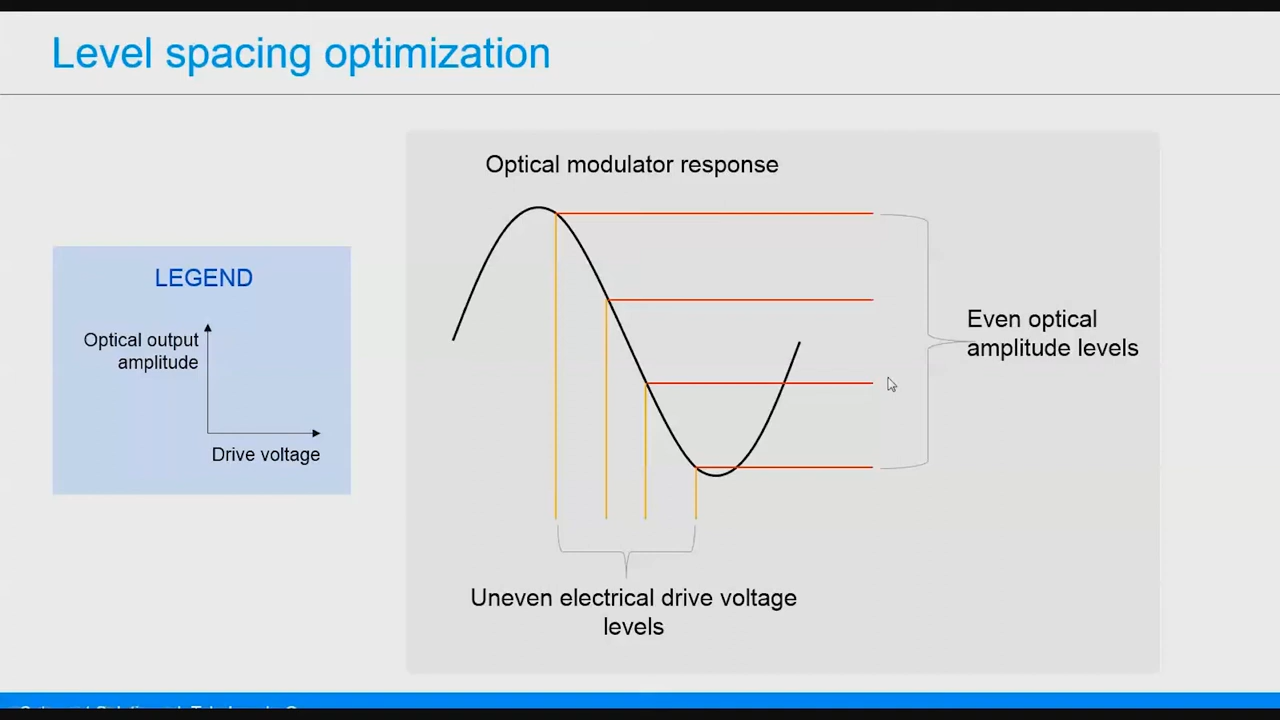 Level spacing optimization
Optical modulator response
LEGEND
Optical output
amplitude
Drive voltage
Even optical
amplitude levels
Uneven electrical drive voltage
levels